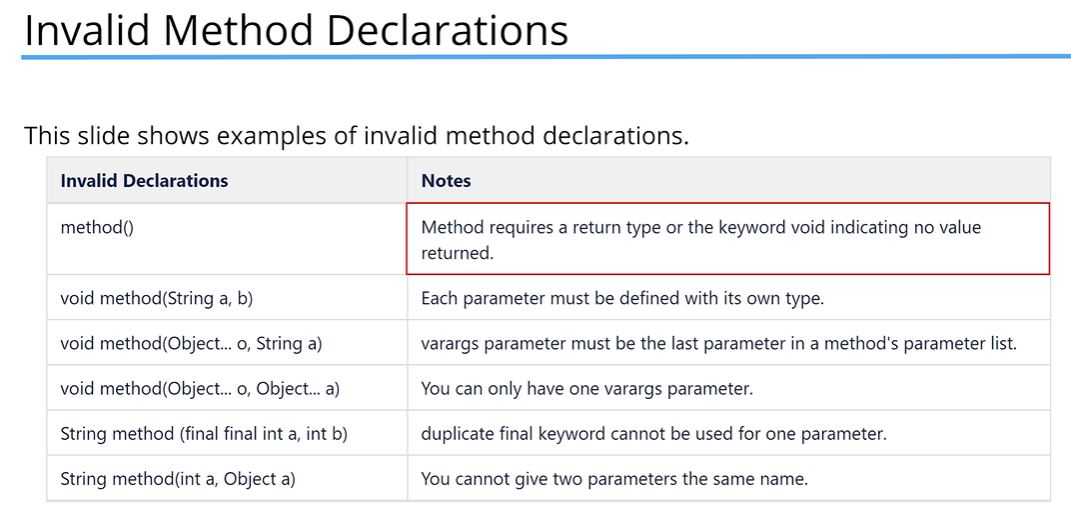 Invalid Method Declarations
This slide shows examples of invalid method declarations.
Invalid Declarations
Notes
method()
Method requires a return type or the keyword void indicating no value
returned.
void method(String a, b)
Each parameter must be defined with its own type.
void method(Object... o, String a)
varargs parameter must be the last parameter in a method's parameter list.
void method(Object... o, Object... a)
You can only have one varargs parameter.
String method (final final int a, int b)
duplicate final keyword cannot be used for one parameter.
String method(int a, Object a)
You cannot give two parameters the same name.